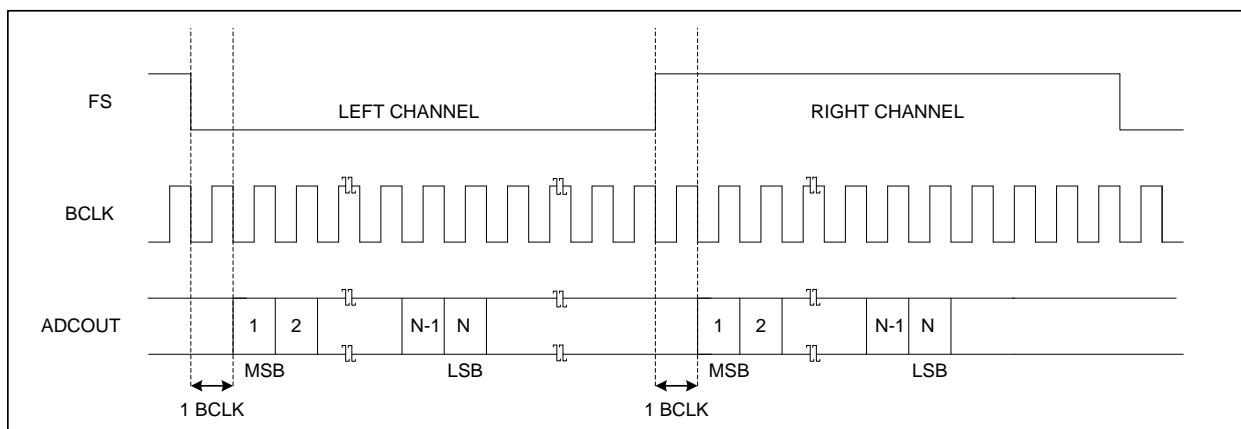 FS
LEFT CHANNEL
RIGHT CHANNEL
BCLK
ADCOUT
1 2 N-1 N 1 2 N-1 N
MSB LSB MSB LSB
1 BCLK 1 BCLK